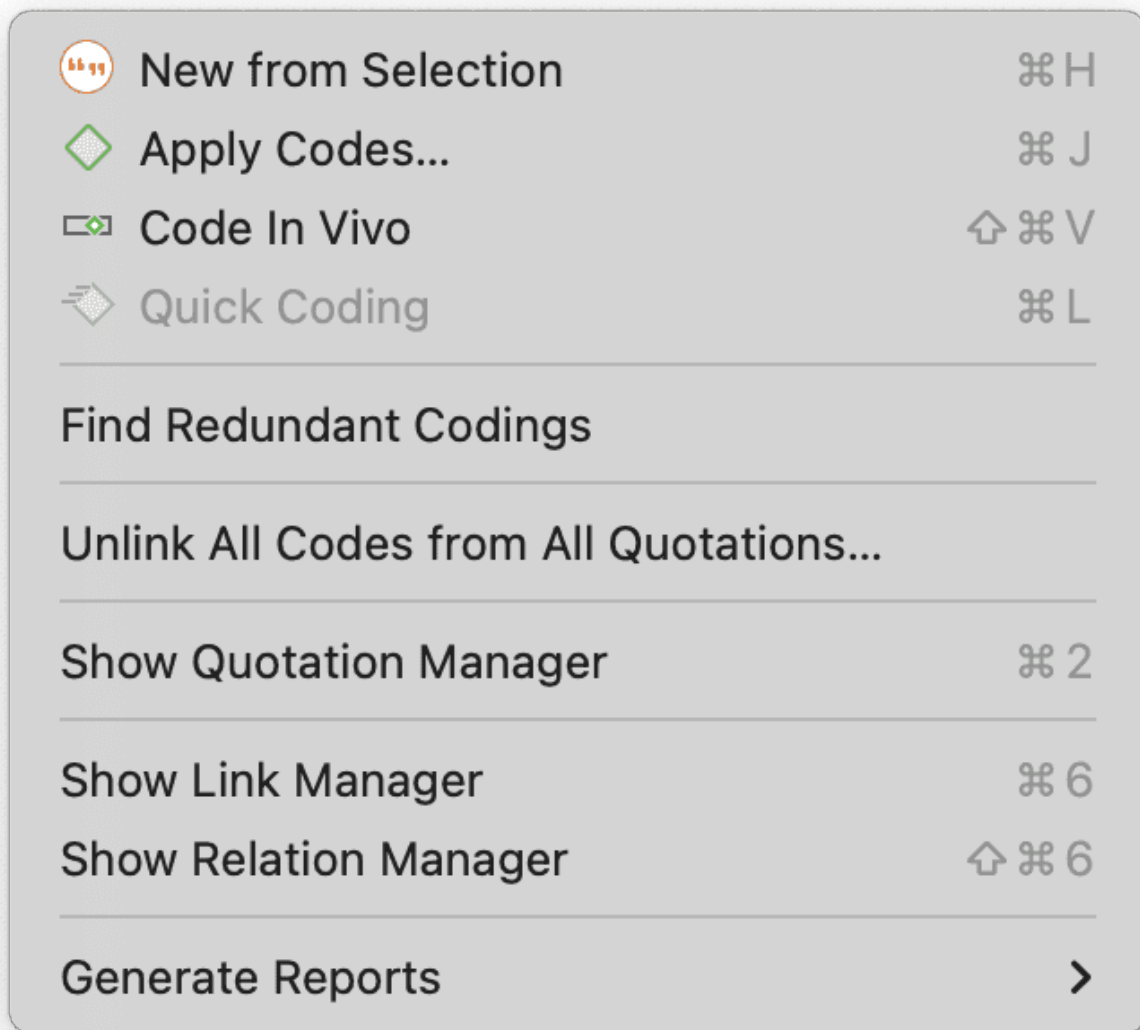 New from Selection ⌘H
Apply Codes... ⌘J
Code In Vivo ⇧⌘V
Quick Coding ⌘L
Find Redundant Codings
Unlink All Codes from All Quotations...
Show Quotation Manager ⌘2
Show Link Manager ⌘6
Show Relation Manager ⇧⌘6
Generate Reports